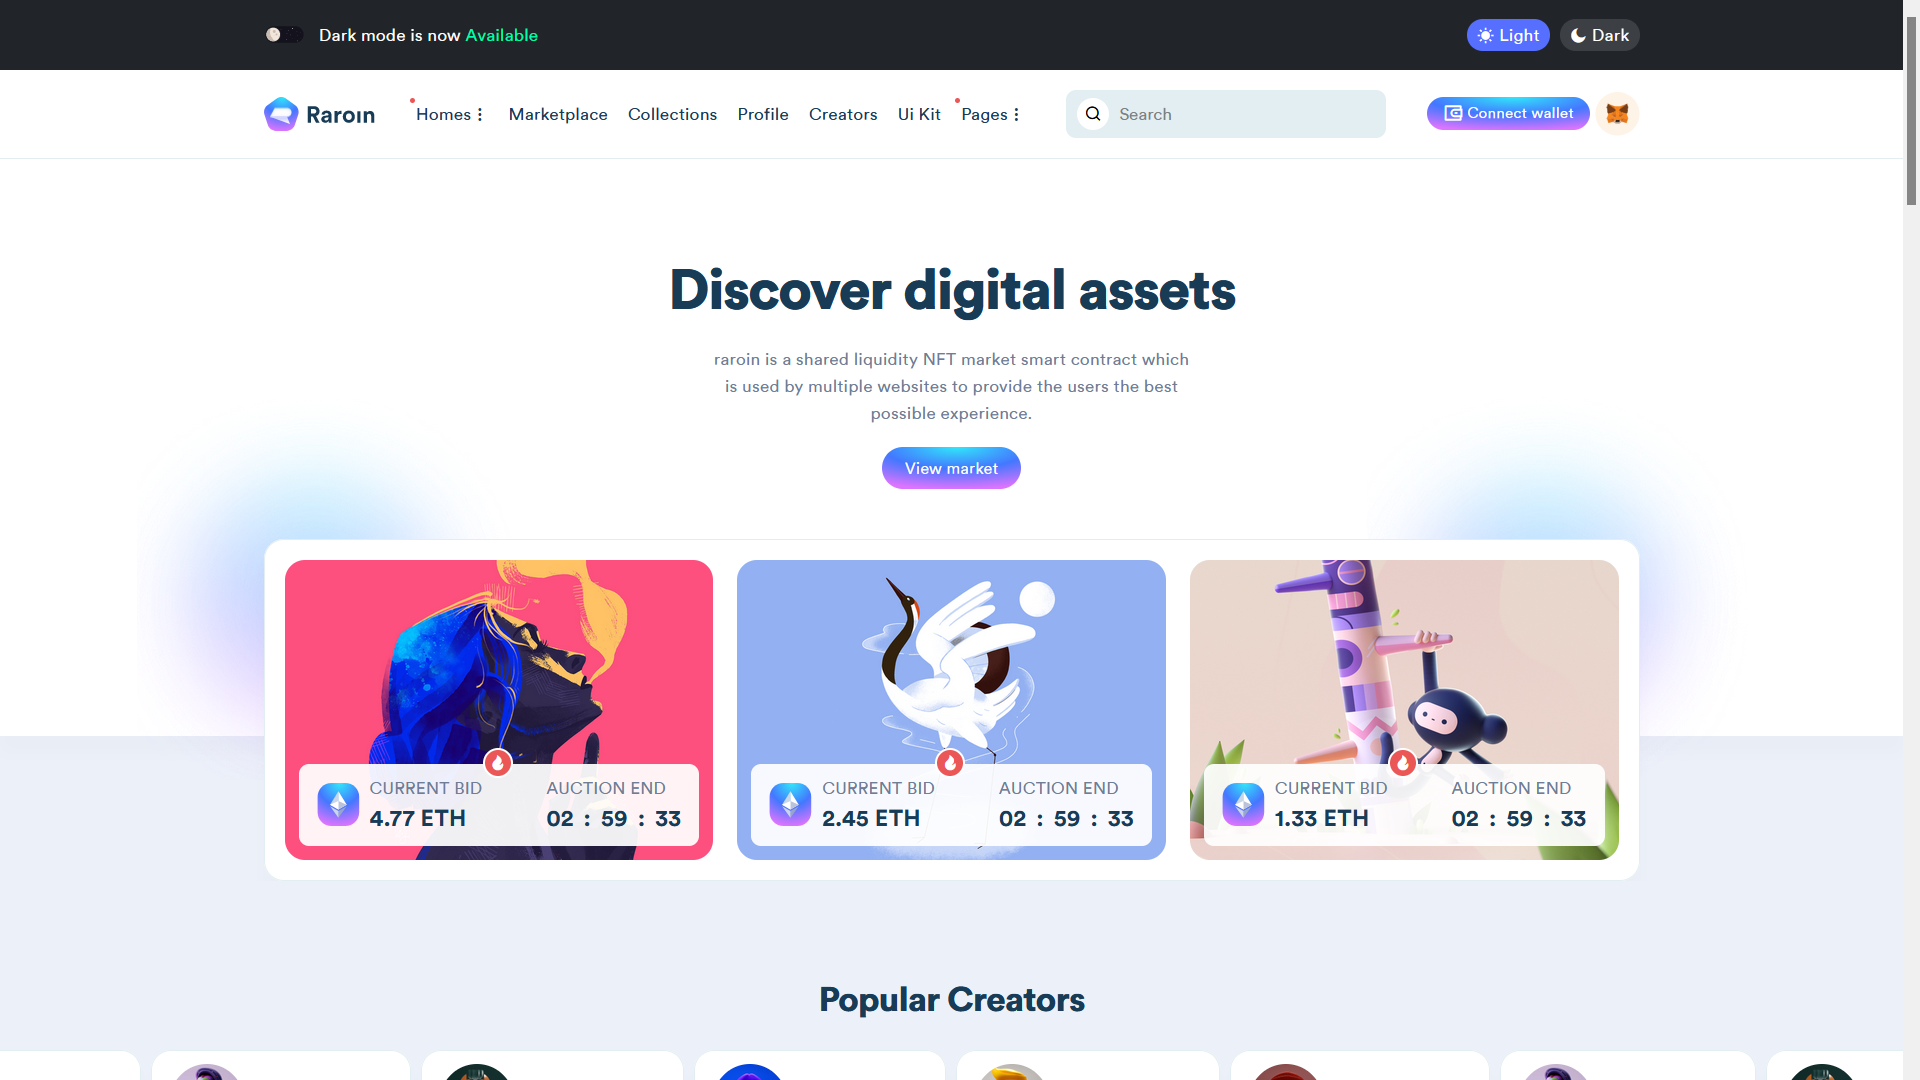 Dark mode is now Available
Light
Dark
Raroin
Homes
Marketplace
Collections
Profile
Creators
Ui Kit
Pages
Search
Connect wallet
Discover digital assets
raroin is a shared liquidity NFT market smart contract which
is used by multiple websites to provide the users the best
possible experience.
View market
CURRENT BID
4.77 ETH
AUCTION END
02 : 59 : 33
CURRENT BID
2.45 ETH
AUCTION END
02 : 59 : 33
CURRENT BID
1.33 ETH
AUCTION END
02 : 59 : 33
Popular Creators